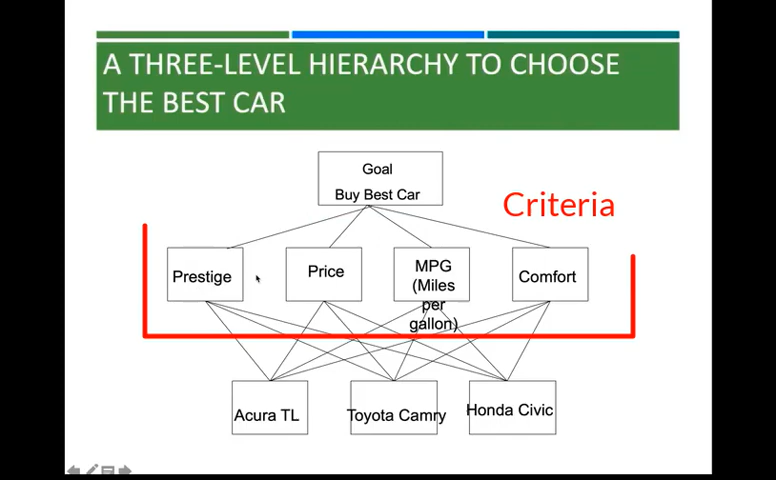 A THREE-LEVEL HIERARCHY TO CHOOSE
THE BEST CAR
Goal
Buy Best Car
Criteria
Prestige
Price
MPG
(Miles
per
gallon)
Comfort
Acura TL
Toyota Camry
Honda Civic